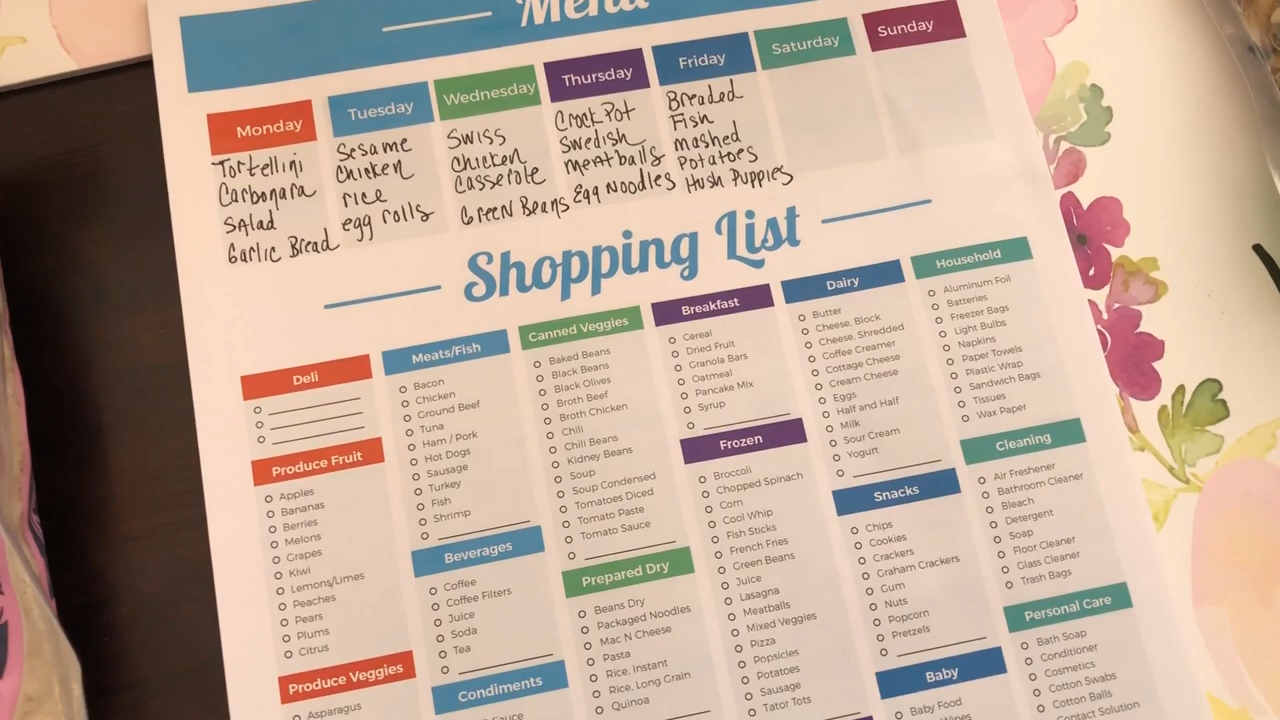 Menu
Monday
Tortellini
Carbonara
Salad
Garlic Bread
Tuesday
Sesame
Chicken
rice
egg rolls
Wednesday
Swiss
Chicken
Casserole
Green Beans
Thursday
Crock Pot
Swedish
meatballs
Egg Noodles
Friday
Breaded
Fish
mashed
Potatoes
Hush Puppies
Saturday
Sunday
Shopping List
Deli
Produce Fruit
Apples
Bananas
Berries
Melons
Grapes
Kiwi
Lemons/Limes
Peaches
Pears
Plums
Citrus
Produce Veggies
Asparagus
Meats/Fish
Bacon
Chicken
Ground Beef
Tuna
Ham / Pork
Hot Dogs
Sausage
Turkey
Fish
Shrimp
Beverages
Coffee
Coffee Filters
Juice
Soda
Tea
Condiments
Sauce
Canned Veggies
Baked Beans
Black Beans
Black Olives
Broth Beef
Broth Chicken
Chili
Chili Beans
Kidney Beans
Soup
Soup Condensed
Tomatoes Diced
Tomato Paste
Tomato Sauce
Prepared Dry
Beans Dry
Packaged Noodles
Mac N Cheese
Pasta
Rice, Instant
Rice, Long Grain
Quinoa
Breakfast
Cereal
Dried Fruit
Granola Bars
Oatmeal
Pancake Mix
Syrup
Frozen
Broccoli
Chopped Spinach
Corn
Cool Whip
Fish Sticks
French Fries
Green Beans
Juice
Lasagna
Meatballs
Mixed Veggies
Pizza
Popsicles
Potatoes
Sausage
Tator Tots
Dairy
Butter
Cheese, Block
Cheese, Shredded
Coffee Creamer
Cottage Cheese
Cream Cheese
Eggs
Half and Half
Milk
Sour Cream
Yogurt
Snacks
Chips
Cookies
Crackers
Graham Crackers
Gum
Nuts
Popcorn
Pretzels
Baby
Baby Food
Wipes
Household
Aluminum Foil
Batteries
Freezer Bags
Light Bulbs
Napkins
Paper Towels
Plastic Wrap
Sandwich Bags
Tissues
Wax Paper
Cleaning
Air Freshener
Bathroom Cleaner
Bleach
Detergent
Soap
Floor Cleaner
Glass Cleaner
Trash Bags
Personal Care
Bath Soap
Conditioner
Cosmetics
Cotton Swabs
Cotton Balls
Contact Solution